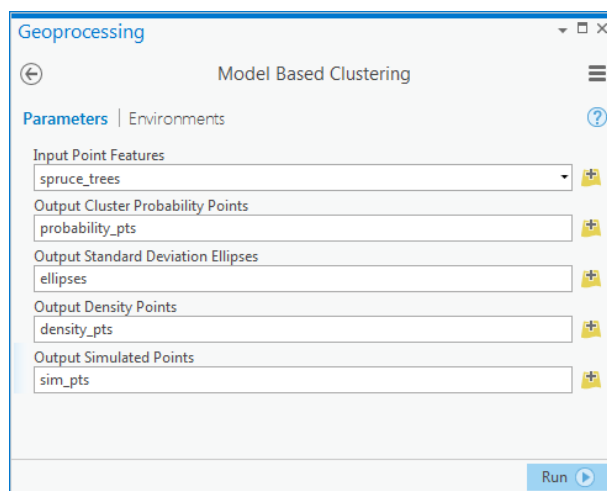 Geoprocessing
Model Based Clustering
Parameters | Environments
Input Point Features
spruce_trees
Output Cluster Probability Points
probability_pts
Output Standard Deviation Ellipses
ellipses
Output Density Points
density_pts
Output Simulated Points
sim_pts
Run